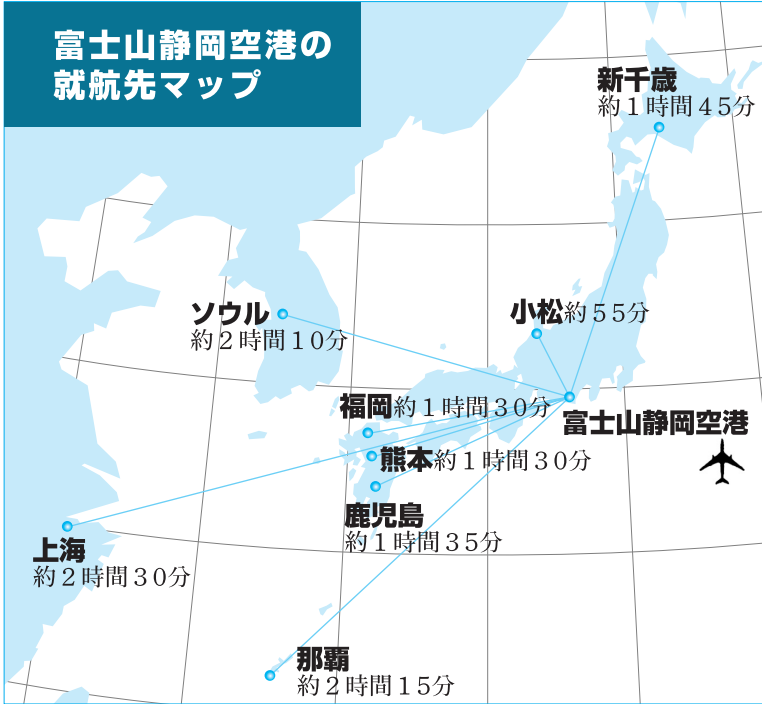 富士山静岡空港の
就航先マップ
新千歳
約1時間45分
ソウル
約2時間10分
小松約55分
福岡約1時間30分
富士山静岡空港
熊本約1時間30分
鹿児島
約1時間35分
上海
約2時間30分
那覇
約2時間15分